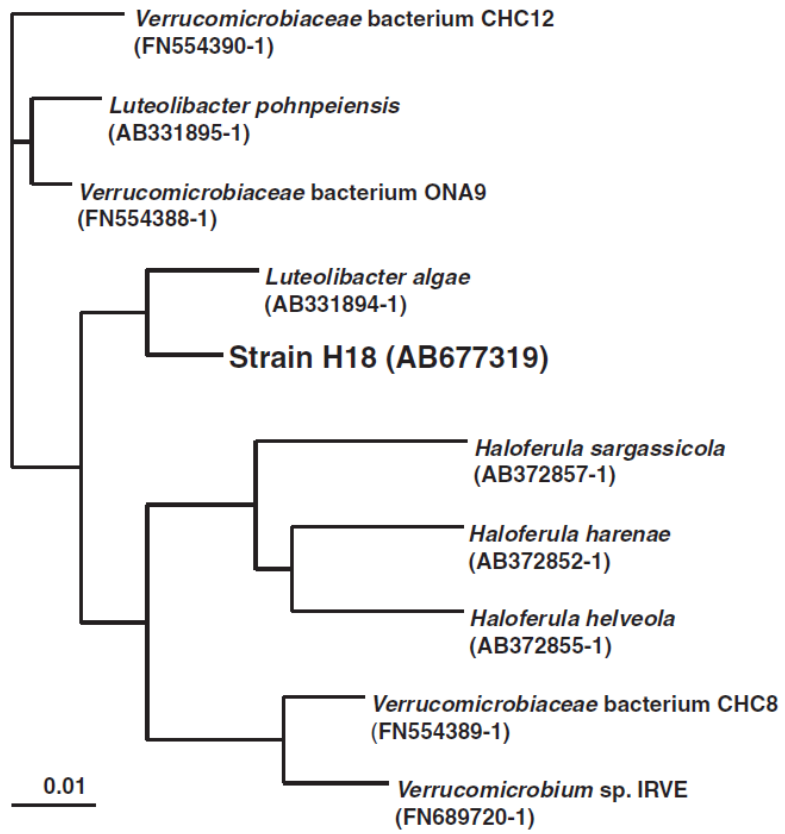 Verrucomicrobiaceae bacterium CHC12
(FN554390-1)
Luteolibacter pohnpeiensis
(AB331895-1)
Verrucomicrobiaceae bacterium ONA9
(FN554388-1)
Luteolibacter algae
(AB331894-1)
Strain H18 (AB677319)
Haloferula sargassicola
(AB372857-1)
Haloferula harenae
(AB372852-1)
Haloferula helveola
(AB372855-1)
Verrucomicrobiaceae bacterium CHC8
(FN554389-1)
0.01
Verrucomicrobium sp. IRVE
(FN689720-1)